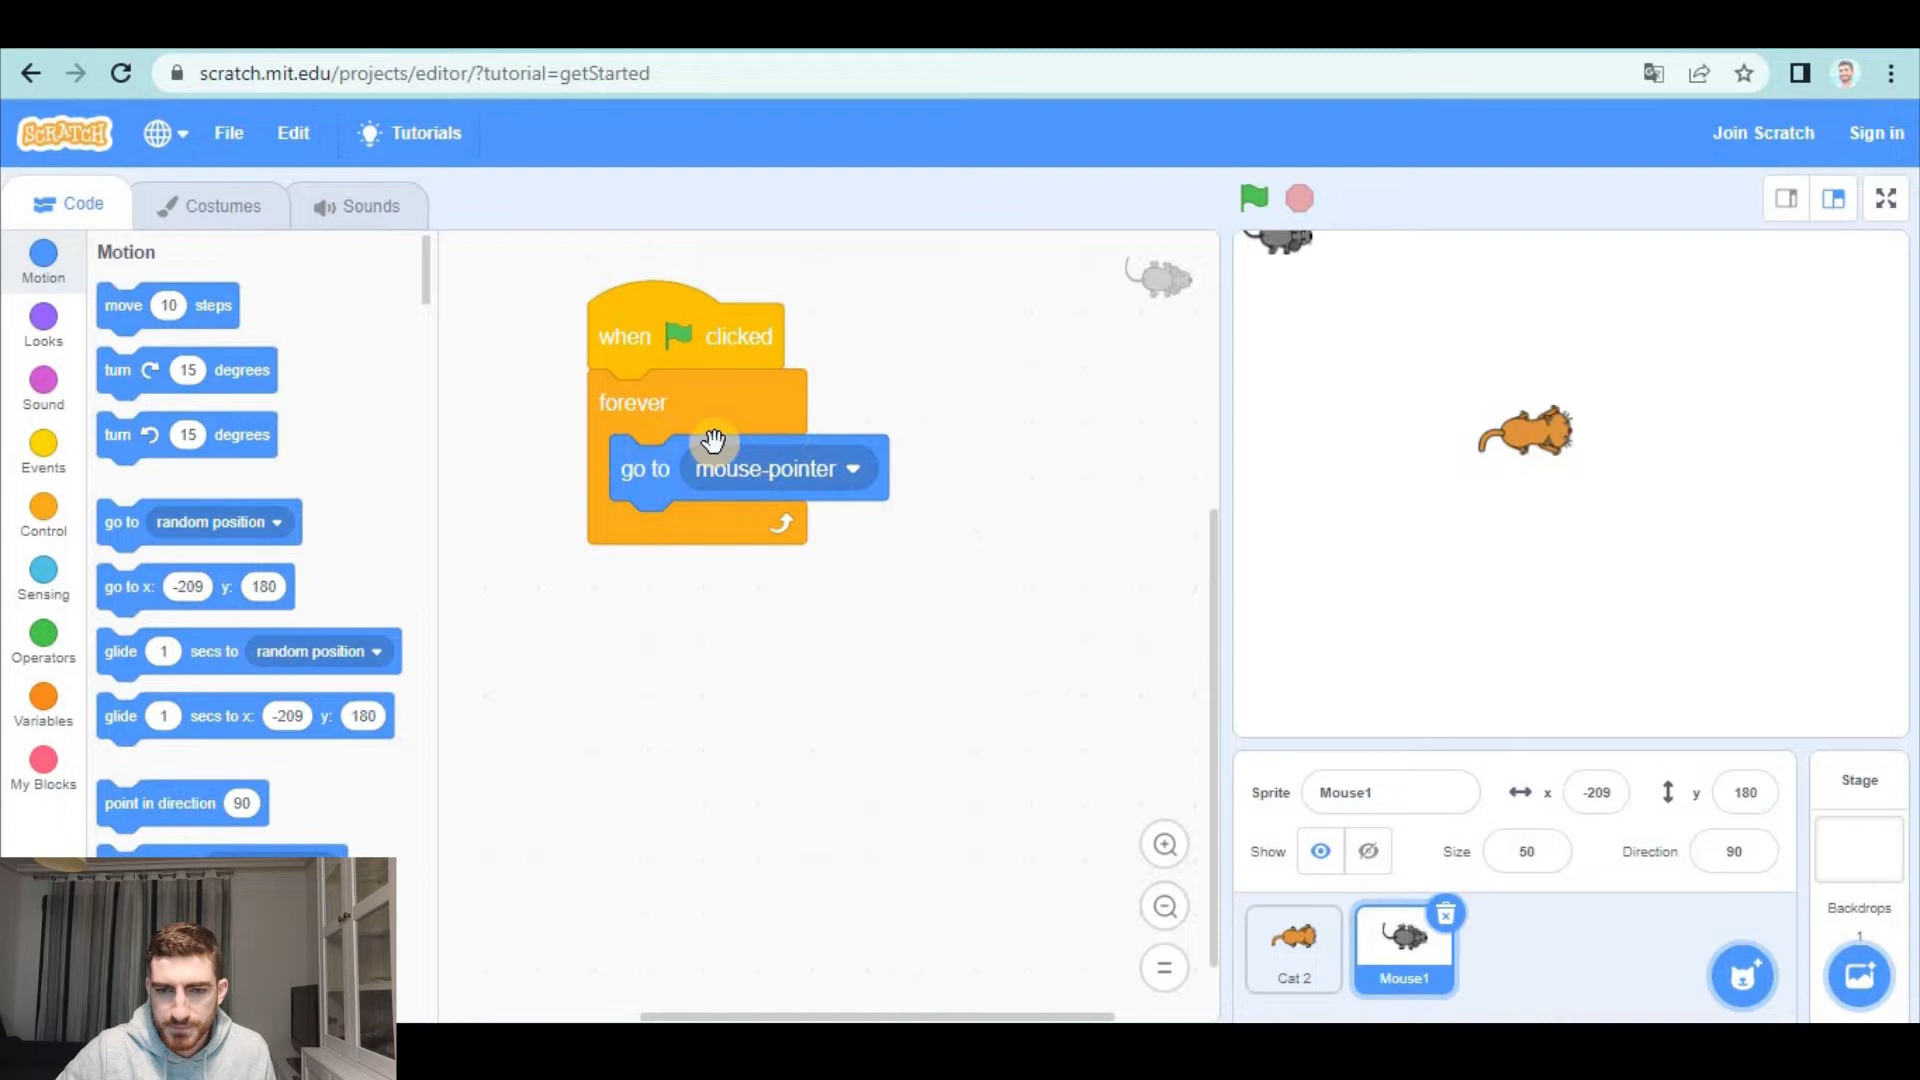 scratch.mit.edu/projects/editor/?tutorial=getStarted
SCRATCH File Edit Tutorials Join Scratch Sign in
Code Costumes Sounds
Motion
Looks
Sound
Events
Control
Sensing
Operators
Variables
My Blocks
Motion
move 10 steps
turn 15 degrees
turn 15 degrees
go to random position
go to x: -209 y: 180
glide 1 secs to random position
glide 1 secs to x: -209 y: 180
point in direction 90
when clicked
forever
go to mouse-pointer
Sprite Mouse1 x -209 y 180
Show Size 50 Direction 90
Cat 2
Mouse1
Stage
Backdrops
1